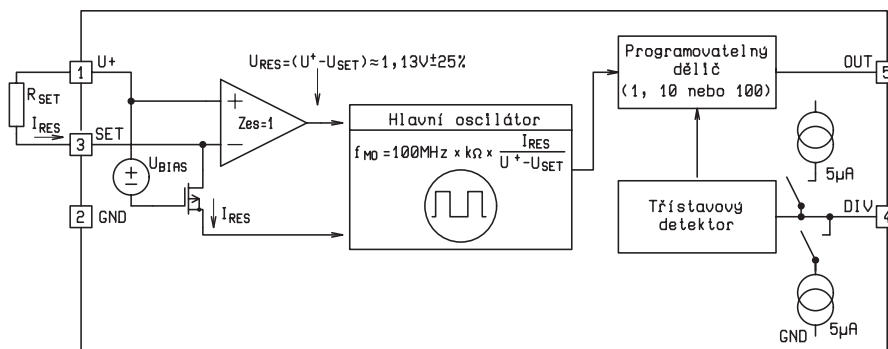 U_RES=(U⁺-U_SET)≈1,13V±25%
1
U+
R_SET
I_RES
3
SET
Zes=1
+
−
U_BIAS
I_RES
2
GND
Hlavní oscilátor
f_MO=100MHz × kΩ × I_RES / U⁺-U_SET
Programovatelný
dělič
(1, 10 nebo 100)
OUT
5
5µA
Třístavový
detektor
DIV
4
5µA
GND